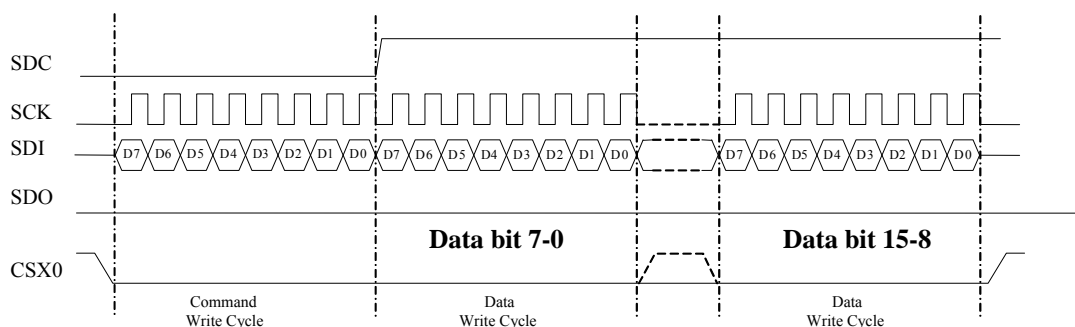 SDC
SCK
SDI
D7 D6 D5 D4 D3 D2 D1 D0 D7 D6 D5 D4 D3 D2 D1 D0 D7 D6 D5 D4 D3 D2 D1 D0
SDO
Data bit 7-0 Data bit 15-8
CSX0
Command Data Data
Write Cycle Write Cycle Write Cycle